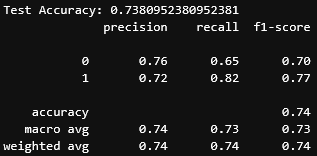 Test Accuracy: 0.7380952380952381
precision recall f1-score
0 0.76 0.65 0.70
1 0.72 0.82 0.77
accuracy 0.74
macro avg 0.74 0.73 0.73
weighted avg 0.74 0.74 0.74